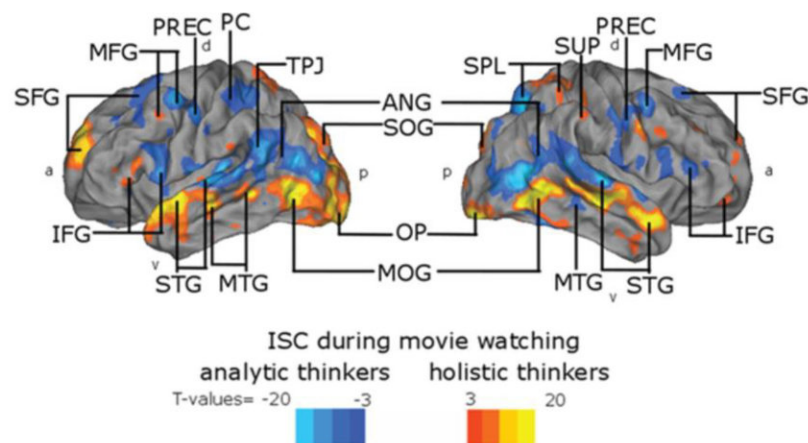 PREC PC
d
MFG
TPJ
SFG
a
IFG
v
STG MTG
p
ANG
SOG
OP
MOG
SPL SUP PREC
d
MFG
SFG
p
a
IFG
MTG STG
v
ISC during movie watching
analytic thinkers holistic thinkers
T-values= -20 -3 3 20